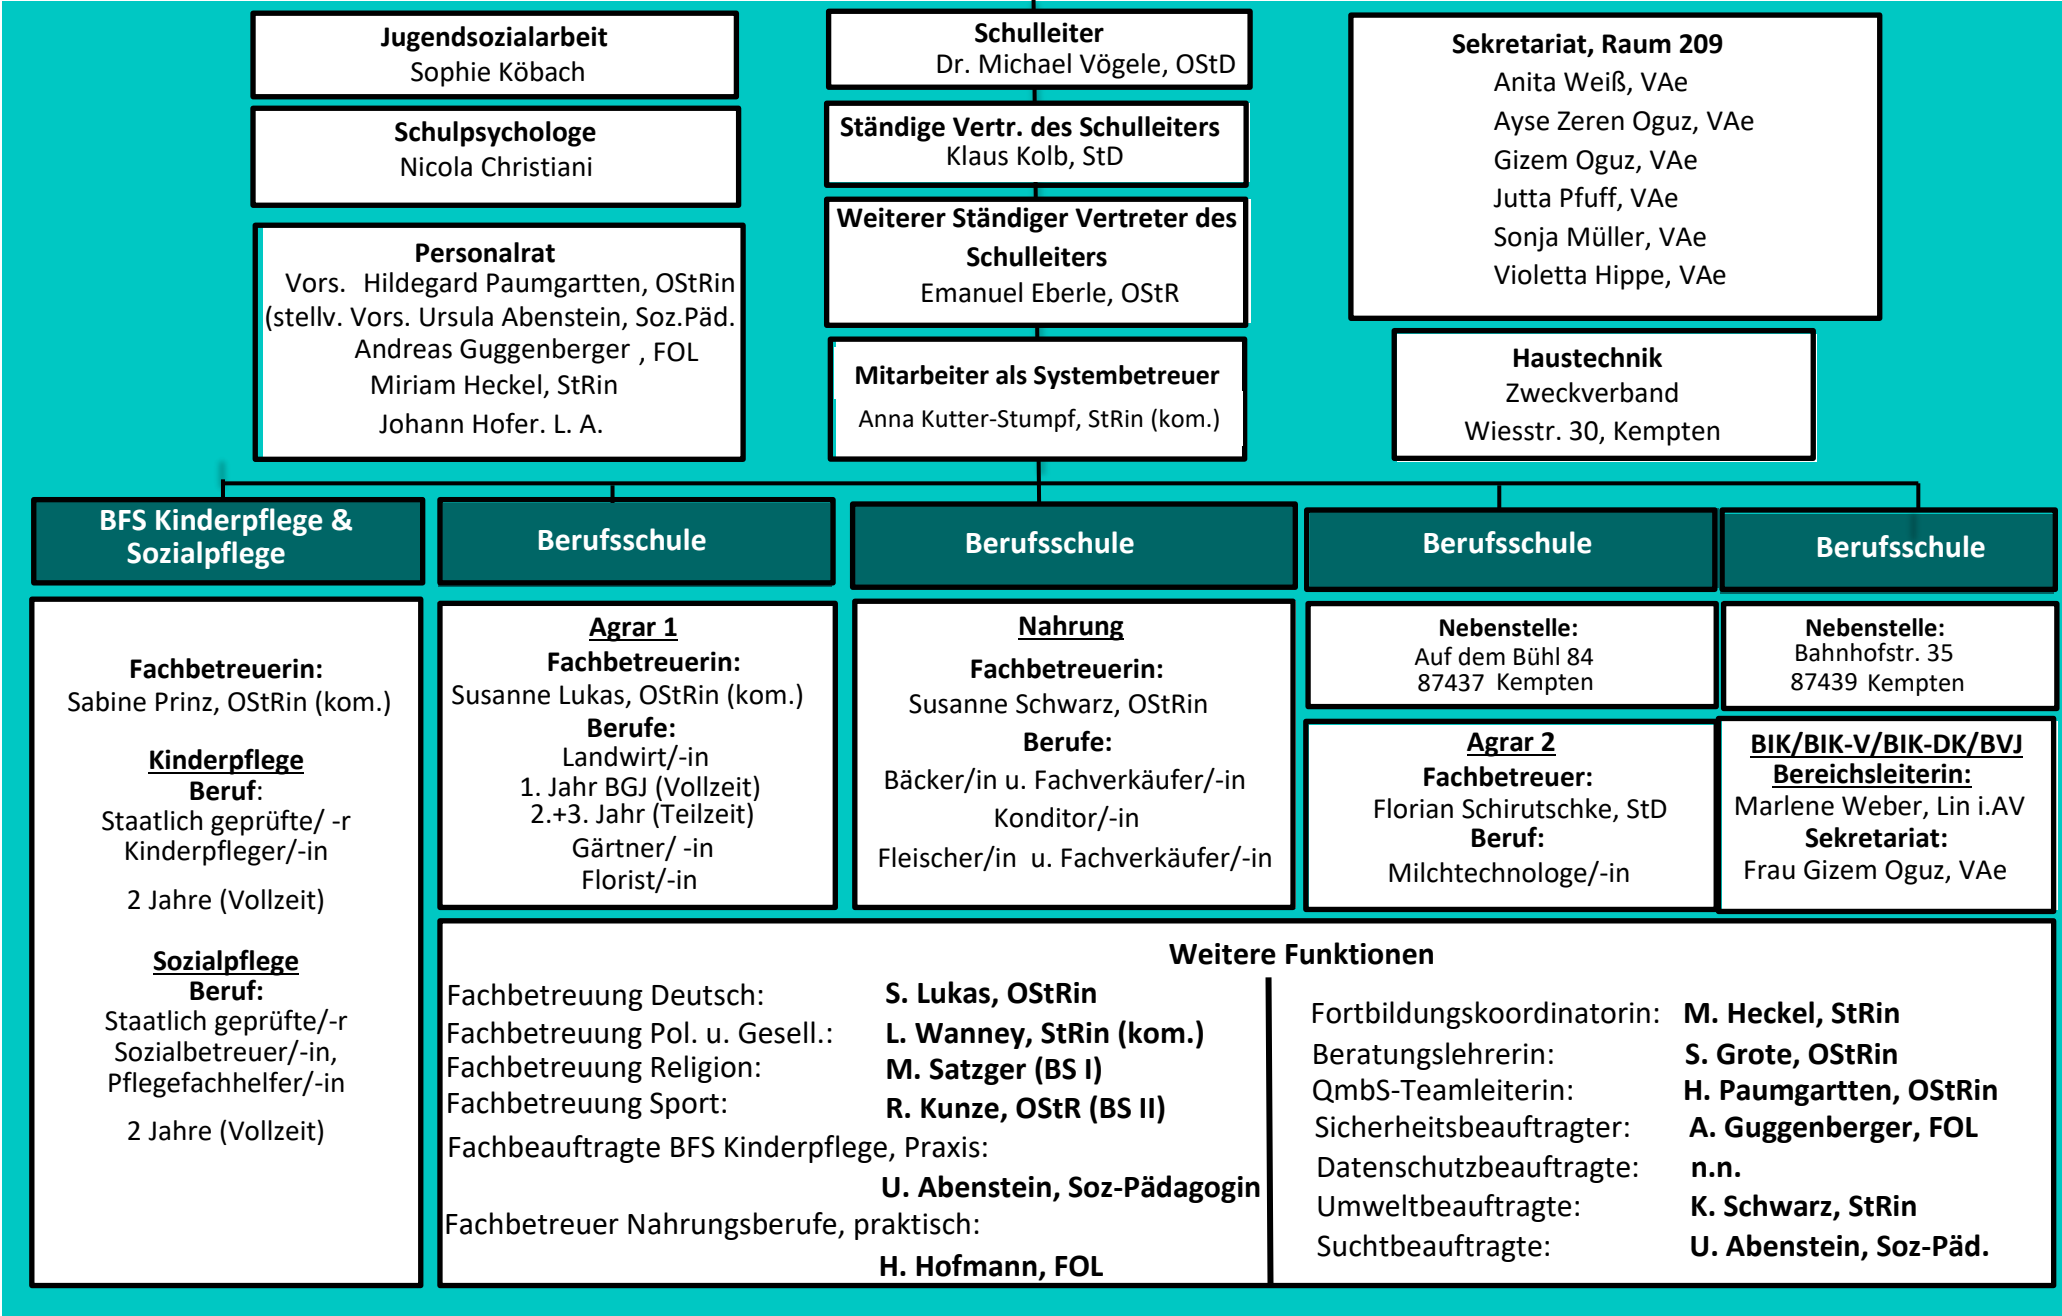 Jugendsozialarbeit
Sophie Köbach
Schulpsychologe
Nicola Christiani
Personalrat
Vors. Hildegard Paumgartten, OStRin
(stellv. Vors. Ursula Abenstein, Soz.Päd.
Andreas Guggenberger , FOL
Miriam Heckel, StRin
Johann Hofer. L. A.
Schulleiter
Dr. Michael Vögele, OStD
Ständige Vertr. des Schulleiters
Klaus Kolb, StD
Weiterer Ständiger Vertreter des
Schulleiters
Emanuel Eberle, OStR
Mitarbeiter als Systembetreuer
Anna Kutter-Stumpf, StRin (kom.)
Sekretariat, Raum 209
Anita Weiß, VAe
Ayse Zeren Oguz, VAe
Gizem Oguz, VAe
Jutta Pfuff, VAe
Sonja Müller, VAe
Violetta Hippe, VAe
Haustechnik
Zweckverband
Wiesstr. 30, Kempten
BFS Kinderpflege &
Sozialpflege
Fachbetreuerin:
Sabine Prinz, OStRin (kom.)
Kinderpflege
Beruf:
Staatlich geprüfte/ -r
Kinderpfleger/-in
2 Jahre (Vollzeit)
Sozialpflege
Beruf:
Staatlich geprüfte/-r
Sozialbetreuer/-in,
Pflegefachhelfer/-in
2 Jahre (Vollzeit)
Berufsschule
Agrar 1
Fachbetreuerin:
Susanne Lukas, OStRin (kom.)
Berufe:
Landwirt/-in
1. Jahr BGJ (Vollzeit)
2.+3. Jahr (Teilzeit)
Gärtner/ -in
Florist/-in
Berufsschule
Nahrung
Fachbetreuerin:
Susanne Schwarz, OStRin
Berufe:
Bäcker/in u. Fachverkäufer/-in
Konditor/-in
Fleischer/in u. Fachverkäufer/-in
Berufsschule
Nebenstelle:
Auf dem Bühl 84
87437 Kempten
Agrar 2
Fachbetreuer:
Florian Schirutschke, StD
Beruf:
Milchtechnologe/-in
Berufsschule
Nebenstelle:
Bahnhofstr. 35
87439 Kempten
BIK/BIK-V/BIK-DK/BVJ
Bereichsleiterin:
Marlene Weber, Lin i.AV
Sekretariat:
Frau Gizem Oguz, VAe
Weitere Funktionen
Fachbetreuung Deutsch: S. Lukas, OStRin
Fachbetreuung Pol. u. Gesell.: L. Wanney, StRin (kom.)
Fachbetreuung Religion: M. Satzger (BS I)
Fachbetreuung Sport: R. Kunze, OStR (BS II)
Fachbeauftragte BFS Kinderpflege, Praxis:
U. Abenstein, Soz-Pädagogin
Fachbetreuer Nahrungsberufe, praktisch:
H. Hofmann, FOL
Fortbildungskoordinatorin: M. Heckel, StRin
Beratungslehrerin: S. Grote, OStRin
QmbS-Teamleiterin: H. Paumgartten, OStRin
Sicherheitsbeauftragter: A. Guggenberger, FOL
Datenschutzbeauftragte: n.n.
Umweltbeauftragte: K. Schwarz, StRin
Suchtbeauftragte: U. Abenstein, Soz-Päd.